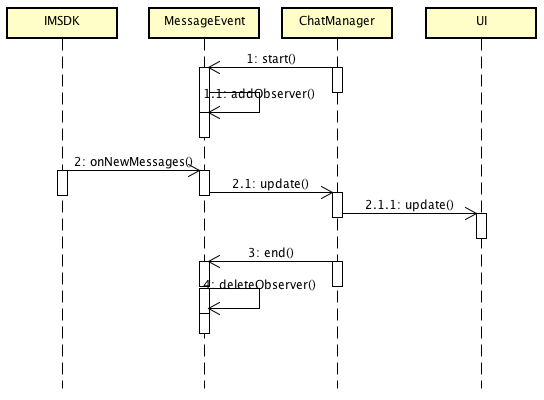 IMSDK
MessageEvent
ChatManager
UI
1: start()
1.1: addObserver()
2: onNewMessages()
2.1: update()
2.1.1: update()
3: end()
4: deleteObserver()